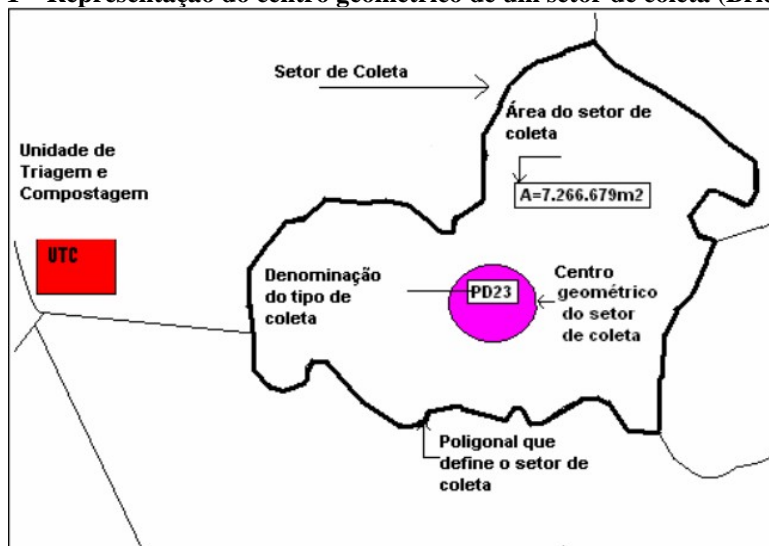 Representação do centro geométrico de um setor de coleta
Setor de Coleta
Área do setor de
coleta
Unidade de
Triagem e
Compostagem
A=7.266.679m2
UTC
Denominação
do tipo de
coleta
PD23
Centro
geométrico
do setor
de coleta
Poligonal que
define o setor de
coleta